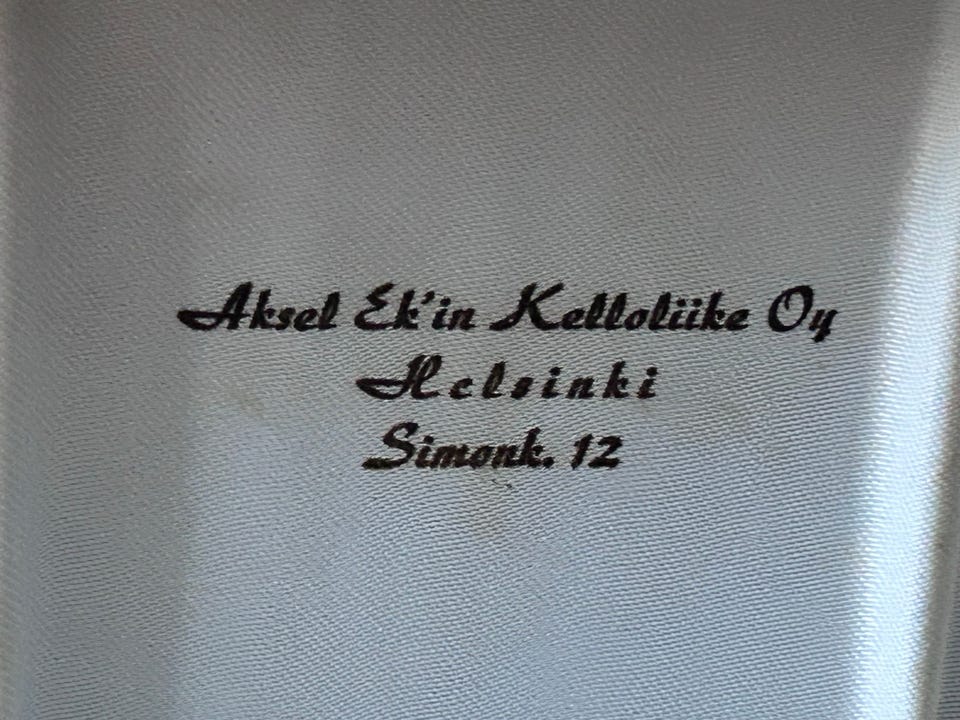 Aksel Ek'in Kelloliike Oy
Helsinki
Simonk. 12